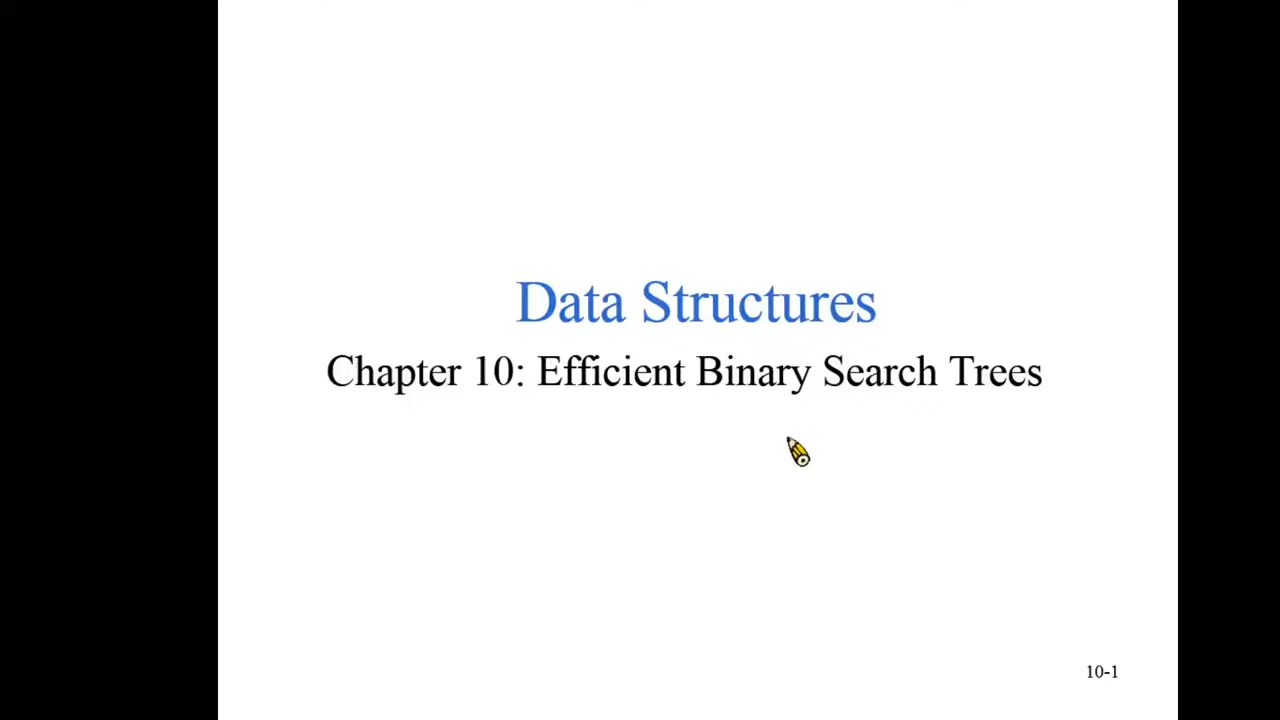 Data Structures
Chapter 10: Efficient Binary Search Trees
10-1